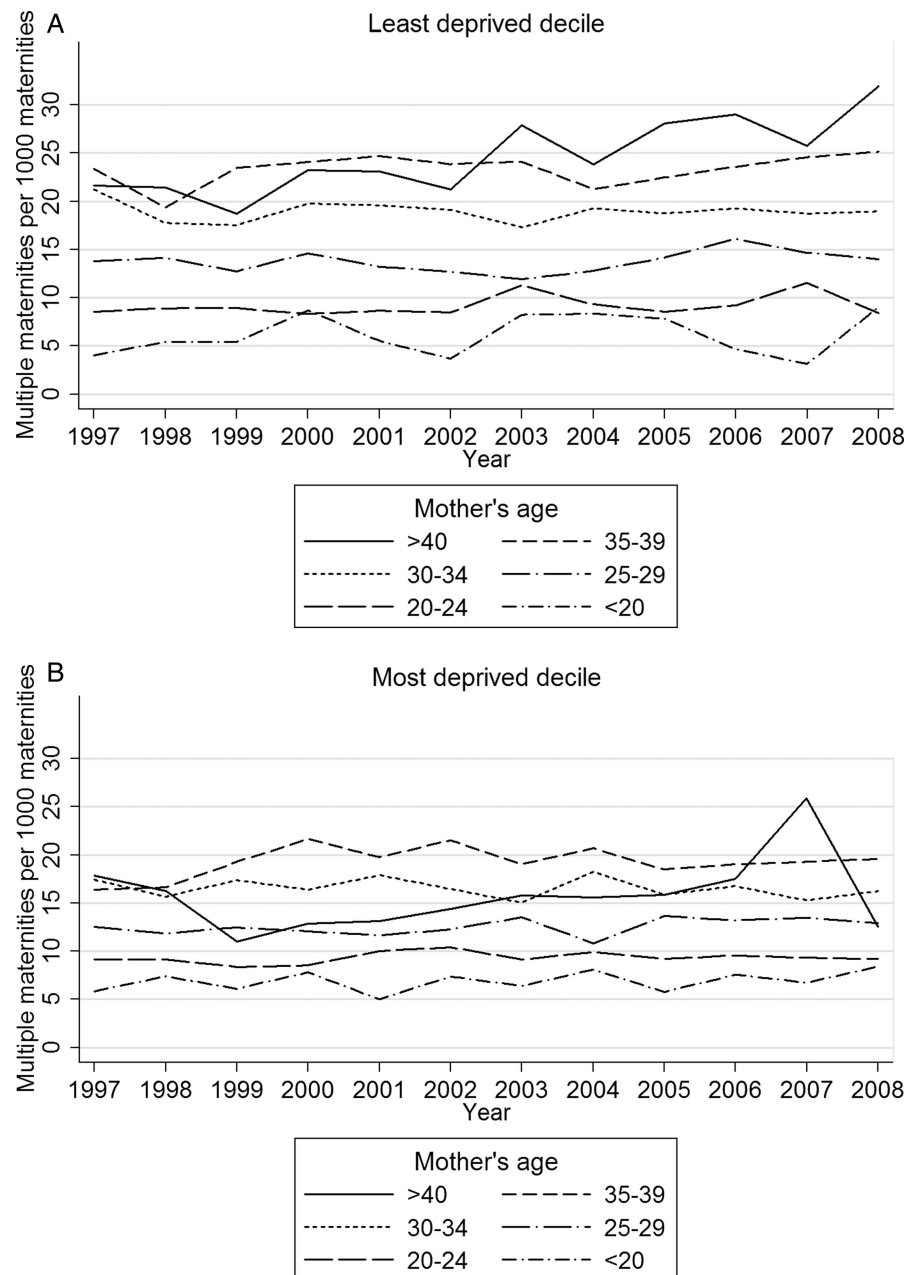 A
Least deprived decile
Multiple maternities per 1000 maternities
30
25
20
15
10
5
0
1997 1998 1999 2000 2001 2002 2003 2004 2005 2006 2007 2008
Year
Mother's age
>40 35-39
30-34 25-29
20-24 <20
B
Most deprived decile
Multiple maternities per 1000 maternities
30
25
20
15
10
5
0
1997 1998 1999 2000 2001 2002 2003 2004 2005 2006 2007 2008
Year
Mother's age
>40 35-39
30-34 25-29
20-24 <20